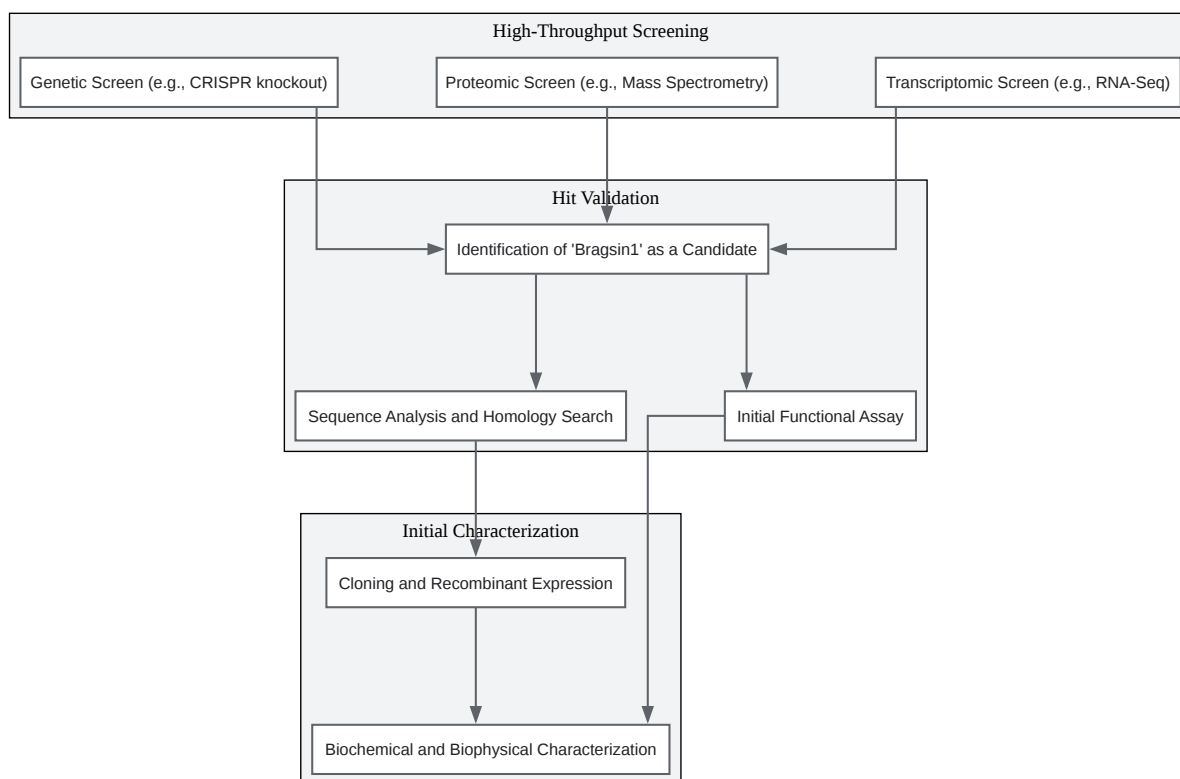 High-Throughput Screening
Genetic Screen (e.g., CRISPR knockout)
Proteomic Screen (e.g., Mass Spectrometry)
Transcriptomic Screen (e.g., RNA-Seq)
Hit Validation
Identification of 'Bragsin1' as a Candidate
Sequence Analysis and Homology Search
Initial Functional Assay
Initial Characterization
Cloning and Recombinant Expression
Biochemical and Biophysical Characterization